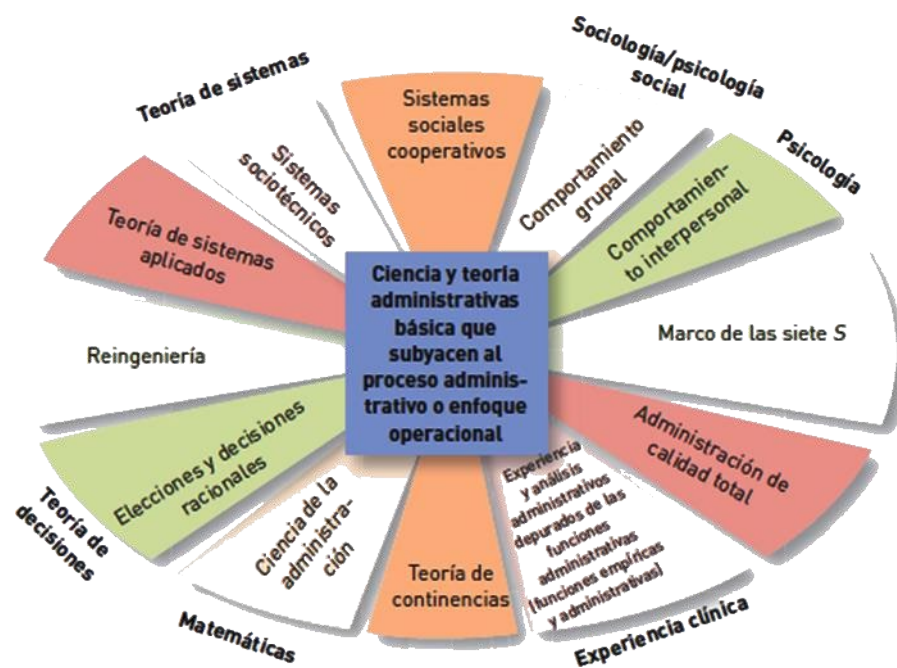 Teoría de sistemas
Sistemas
sociales
cooperativos
Sociología/psicología
social
Sistemas
sociotécnicos
Comportamiento
grupal
Psicología
Teoría de sistemas
aplicados
Comportamien-
to interpersonal
Ciencia y teoría
administrativas
básica que
subyacen al
proceso adminis-
trativo o enfoque
operacional
Reingeniería
Marco de las siete S
Elecciones y decisiones
racionales
Administración de
calidad total
Teoría de
decisiones
Ciencia de la
administra-
ción
Teoría de
continencias
Experiencia
y análisis
administrativos
depurados de las
funciones
administrativas
(funciones empíricas
y administrativas)
Matemáticas
Experiencia clínica